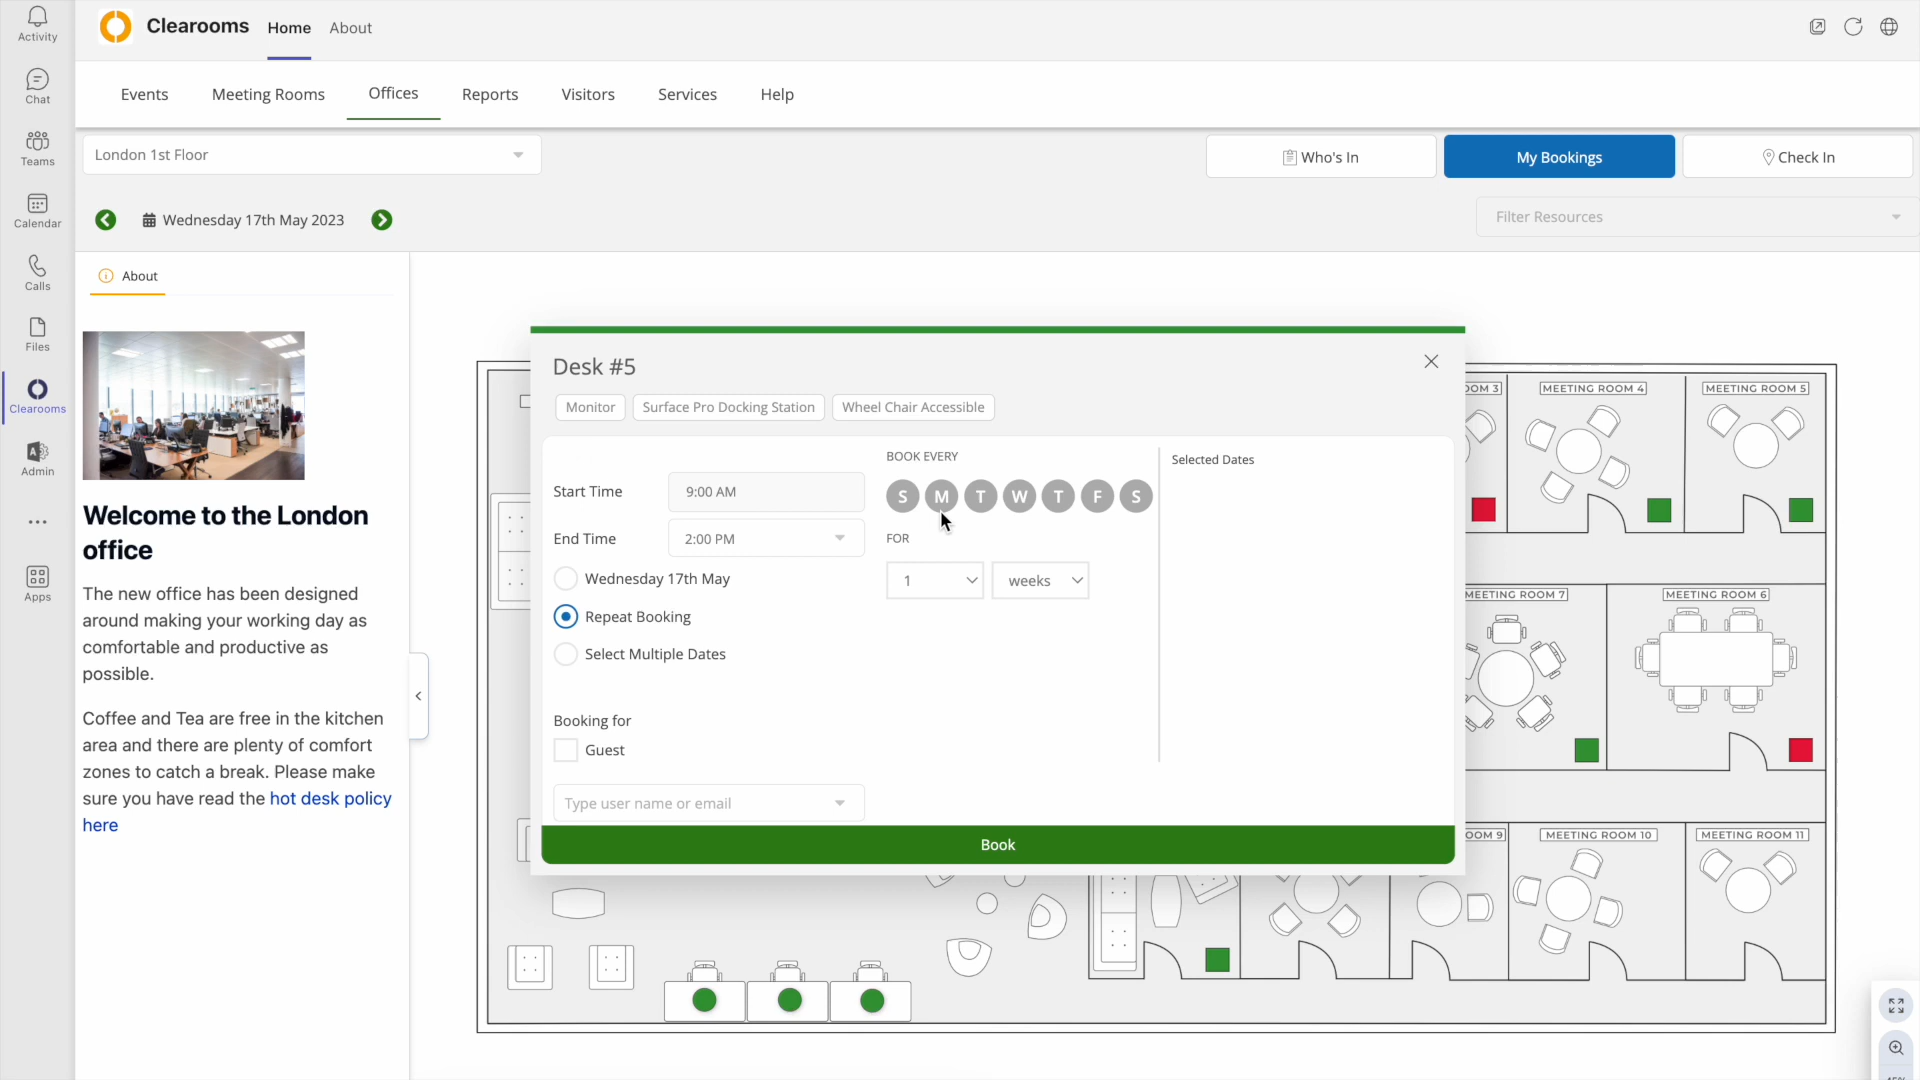 Activity
Clearooms
Home
About
Chat
Events
Meeting Rooms
Offices
Reports
Visitors
Services
Help
Teams
London 1st Floor
Who's In
My Bookings
Check In
Calendar
Wednesday 17th May 2023
Filter Resources
Calls
About
Files
Clearooms
Admin
Apps
Welcome to the London
office
The new office has been designed
around making your working day as
comfortable and productive as
possible.
Coffee and Tea are free in the kitchen
area and there are plenty of comfort
zones to catch a break. Please make
sure you have read the hot desk policy
here
Desk #5
Monitor
Surface Pro Docking Station
Wheel Chair Accessible
Start Time
9:00 AM
End Time
2:00 PM
Wednesday 17th May
Repeat Booking
Select Multiple Dates
Booking for
Guest
Type user name or email
BOOK EVERY
S M T W T F S
FOR
1
weeks
Selected Dates
Book
OOM 3
MEETING ROOM 4
MEETING ROOM 5
MEETING ROOM 7
MEETING ROOM 6
OOM 9
MEETING ROOM 10
MEETING ROOM 11